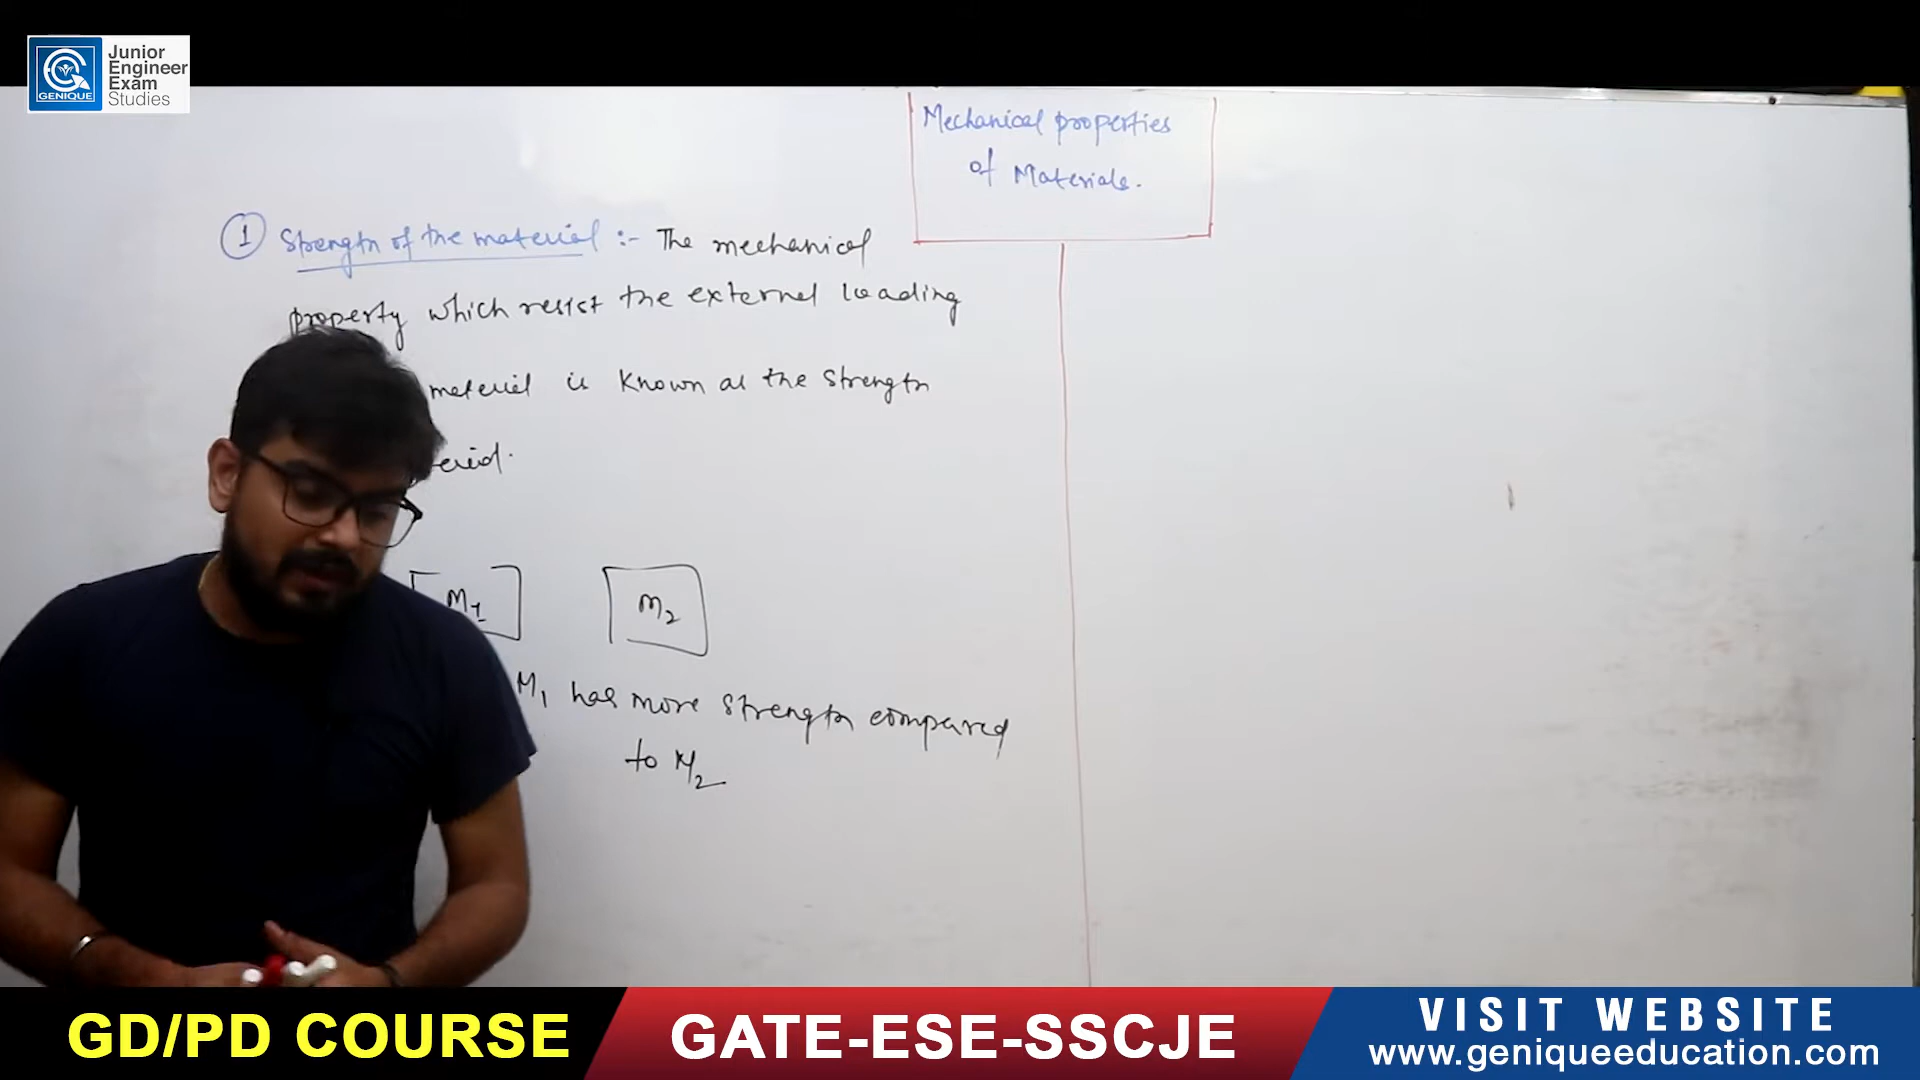 Junior
Engineer
Exam
Studies
GENIQUE
Mechanical properties
of Materials.
1 Strength of the material :- The mechanical
property which resist the external loading
material is known as the strength
M1
M2
M1 has more strength compared
to M2
GD/PD COURSE
GATE-ESE-SSCJE
VISIT WEBSITE
www.geniqueeducation.com